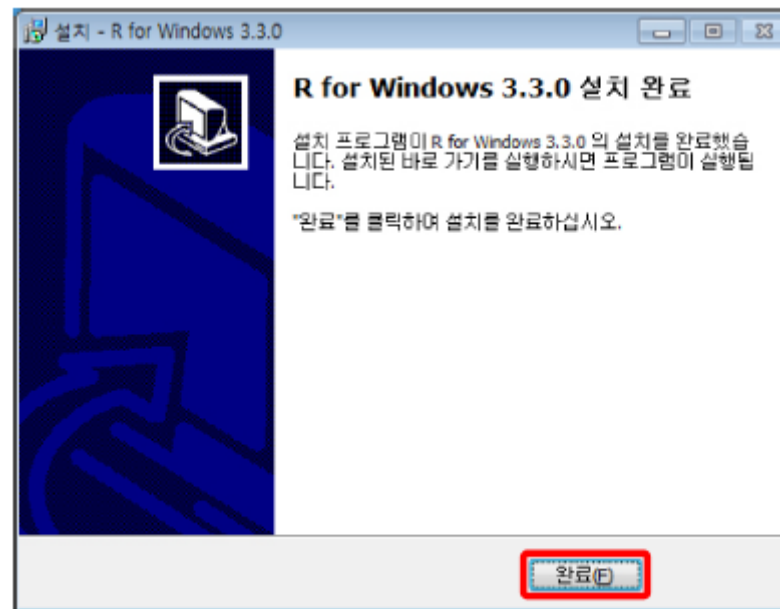 설치 - R for Windows 3.3.0
R for Windows 3.3.0 설치 완료
설치 프로그램이 R for Windows 3.3.0 의 설치를 완료했습
니다. 설치된 바로 가기를 실행하시면 프로그램이 실행됩
니다.
"완료"를 클릭하여 설치를 완료하십시오.
완료(F)